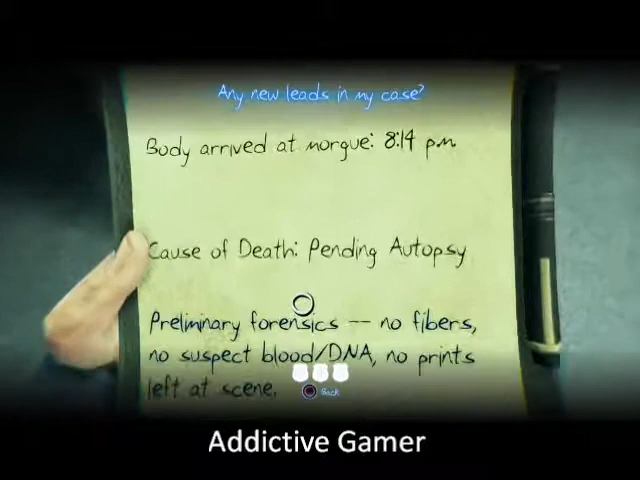 Any new leads in my case?
Body arrived at morgue: 8:14 p.m.
Cause of Death: Pending Autopsy
Preliminary forensics -- no fibers,
no suspect blood/DNA, no prints
left at scene.
Back
Addictive Gamer